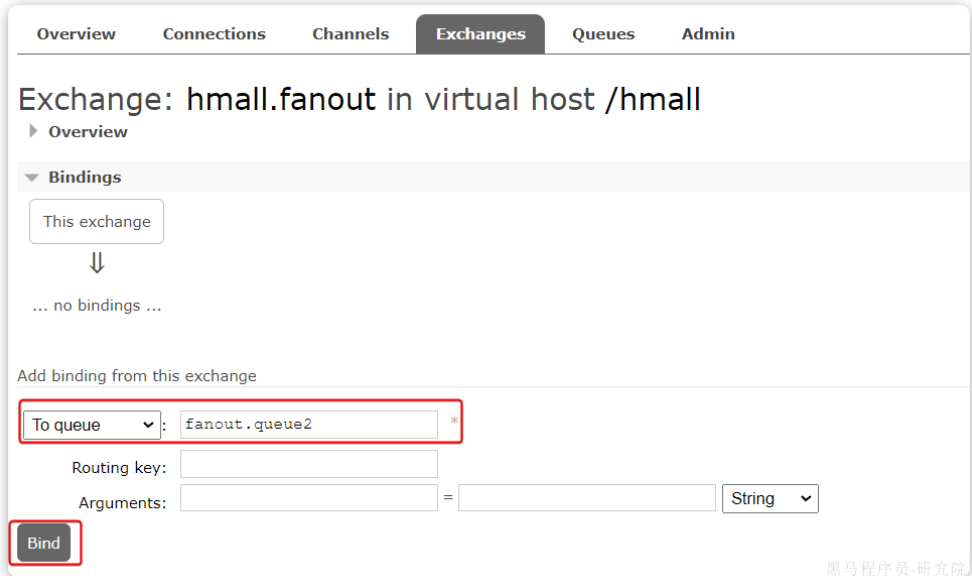 Overview Connections Channels Exchanges Queues Admin
Exchange: hmall.fanout in virtual host /hmall
Overview
Bindings
This exchange
⇓
... no bindings ...
Add binding from this exchange
To queue : fanout.queue2 *
Routing key:
Arguments: = String
Bind
黑马程序员-研究院